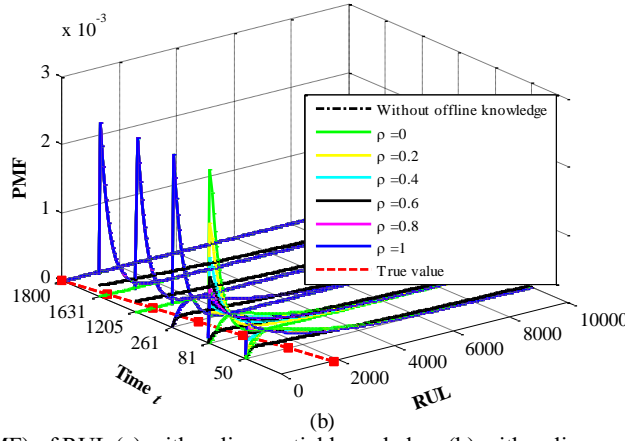 x 10⁻³
3
2
1
0
PMF
Without offline knowledge
ρ =0
ρ =0.2
ρ =0.4
ρ =0.6
ρ =0.8
ρ =1
True value
1800
1631
1205
261
81
50
Time t
0
2000
4000
6000
8000
10000
RUL
(b)